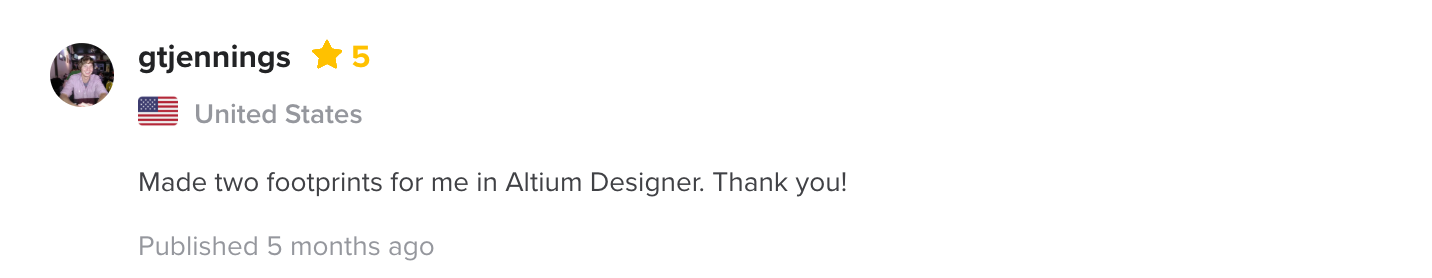 gtjennings ★ 5
United States
Made two footprints for me in Altium Designer. Thank you!
Published 5 months ago